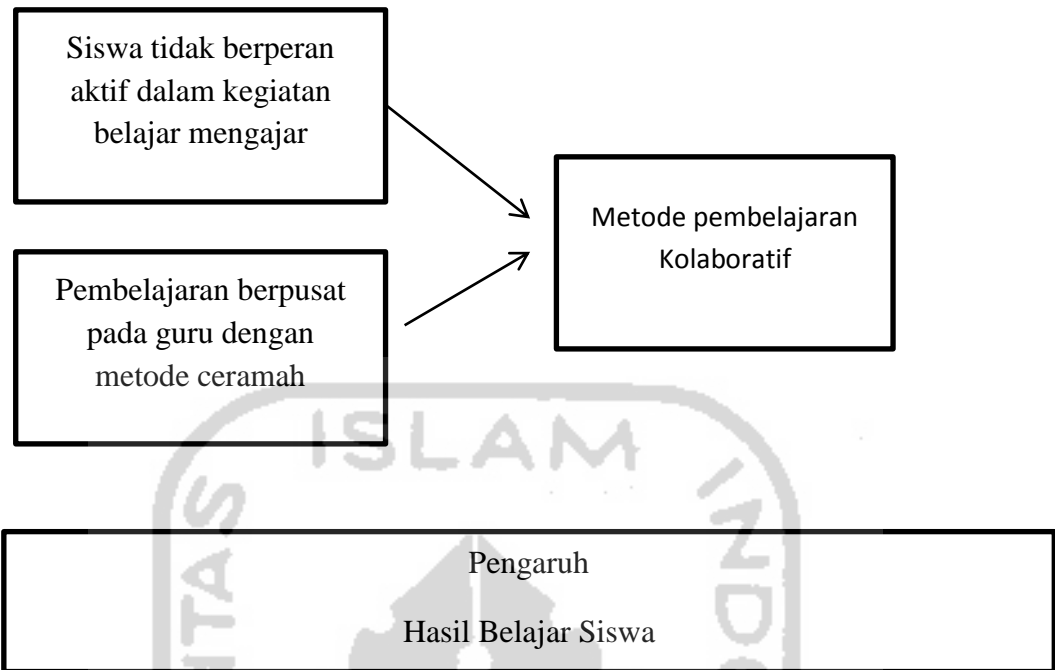 Siswa tidak berperan
aktif dalam kegiatan
belajar mengajar
Metode pembelajaran
Kolaboratif
Pembelajaran berpusat
pada guru dengan
metode ceramah
ISLAM
Pengaruh
Hasil Belajar Siswa